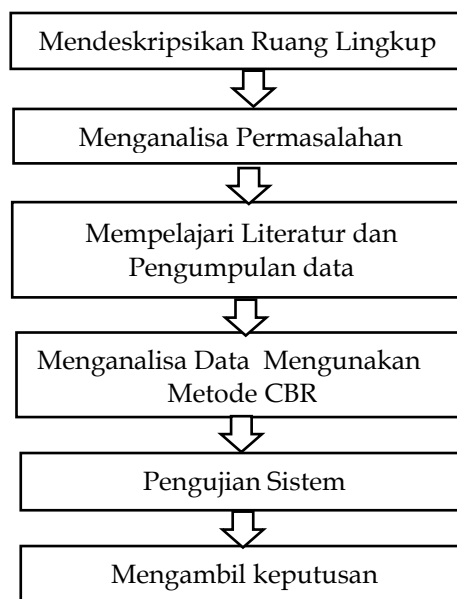 Mendeskripsikan Ruang Lingkup
Menganalisa Permasalahan
Mempelajari Literatur dan
Pengumpulan data
Menganalisa Data Mengunakan
Metode CBR
Pengujian Sistem
Mengambil keputusan